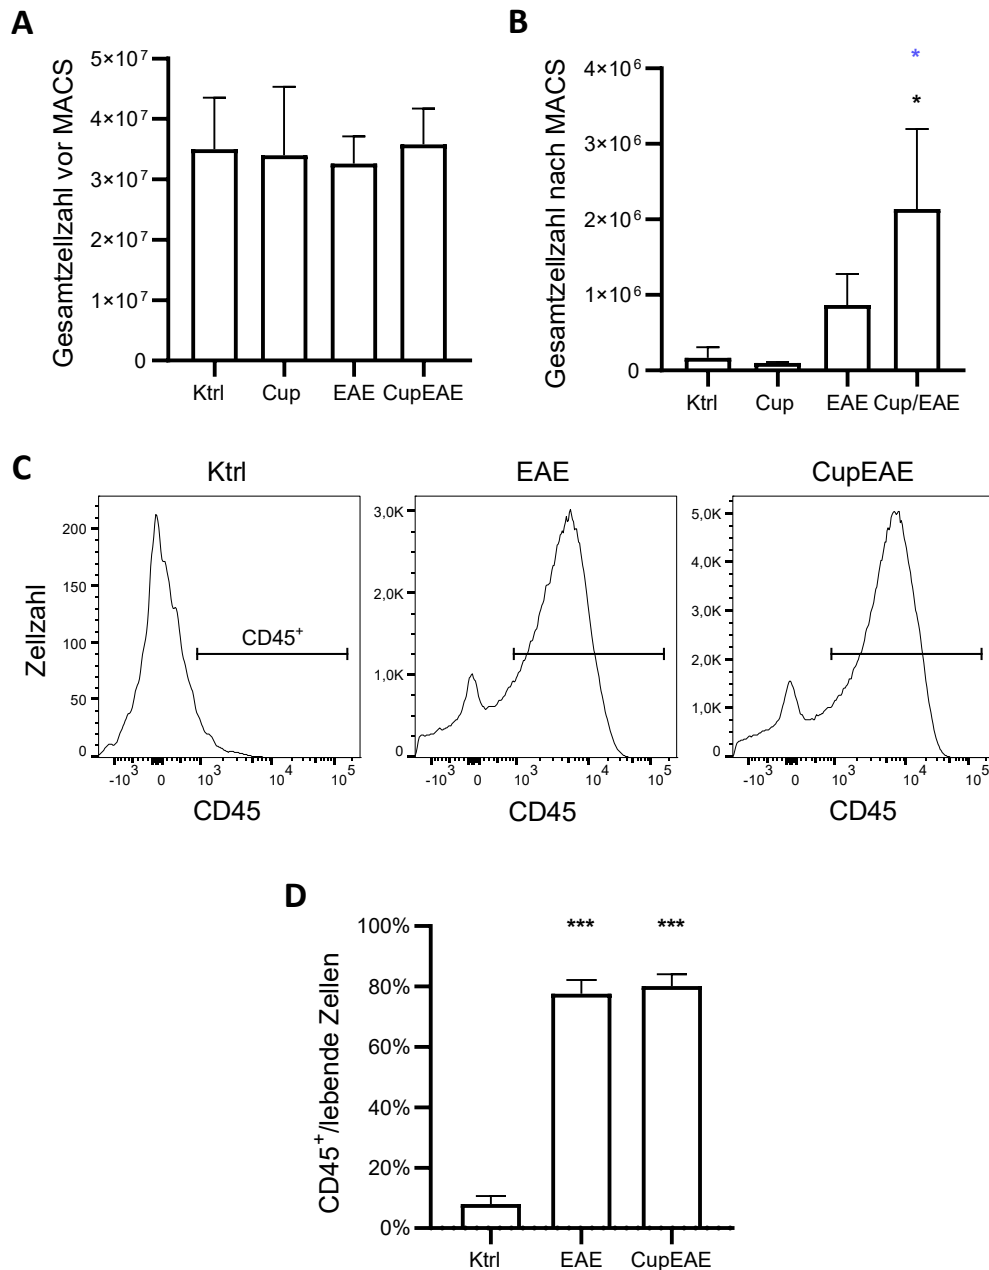 A
Gesamtzellzahl vor MACS
5×10⁷
4×10⁷
3×10⁷
2×10⁷
1×10⁷
0
Ktrl Cup EAE CupEAE
B
Gesamtzellzahl nach MACS
4×10⁶
3×10⁶
2×10⁶
1×10⁶
0
*
*
Ktrl Cup EAE Cup/EAE
C
Zellzahl
Ktrl
200
150
100
50
0
CD45⁺
-10³ 0 10³ 10⁴ 10⁵
CD45
EAE
3,0K
2,0K
1,0K
0
-10³ 0 10³ 10⁴ 10⁵
CD45
CupEAE
5,0K
4,0K
3,0K
2,0K
1,0K
0
-10³ 0 10³ 10⁴ 10⁵
CD45
D
CD45⁺/lebende Zellen
100%
80%
60%
40%
20%
0%
*** ***
Ktrl EAE CupEAE